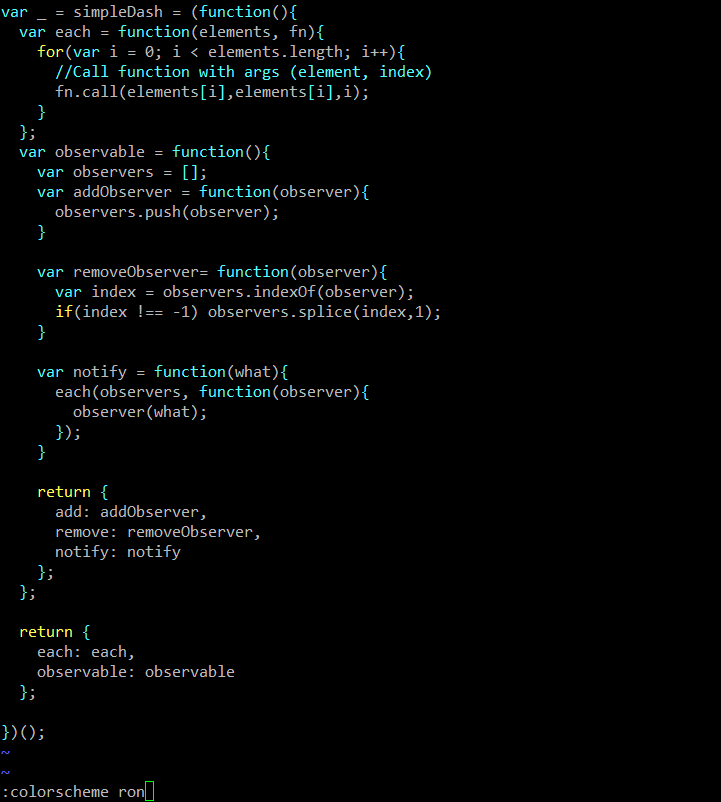 var _ = simpleDash = (function(){
  var each = function(elements, fn){
    for(var i = 0; i < elements.length; i++){
      //Call function with args (element, index)
      fn.call(elements[i],elements[i],i);
    }
  };
  var observable = function(){
    var observers = [];
    var addObserver = function(observer){
      observers.push(observer);
    }

    var removeObserver= function(observer){
      var index = observers.indexOf(observer);
      if(index !== -1) observers.splice(index,1);
    }

    var notify = function(what){
      each(observers, function(observer){
        observer(what);
      });
    }

    return {
      add: addObserver,
      remove: removeObserver,
      notify: notify
    };
  };

  return {
    each: each,
    observable: observable
  };

})();
~
~
:colorscheme ron